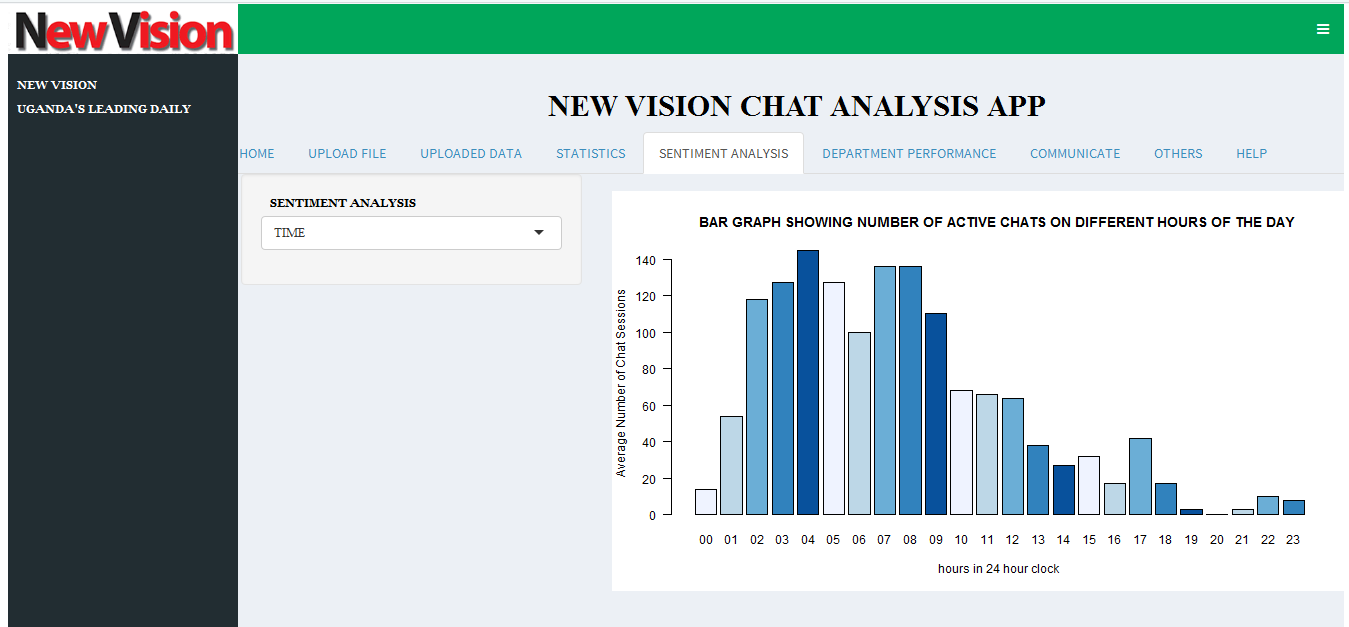 New Vision
NEW VISION
UGANDA'S LEADING DAILY
NEW VISION CHAT ANALYSIS APP
HOME UPLOAD FILE UPLOADED DATA STATISTICS SENTIMENT ANALYSIS DEPARTMENT PERFORMANCE COMMUNICATE OTHERS HELP
SENTIMENT ANALYSIS
TIME
BAR GRAPH SHOWING NUMBER OF ACTIVE CHATS ON DIFFERENT HOURS OF THE DAY
Average Number of Chat Sessions
140
120
100
80
60
40
20
0
00 01 02 03 04 05 06 07 08 09 10 11 12 13 14 15 16 17 18 19 20 21 22 23
hours in 24 hour clock